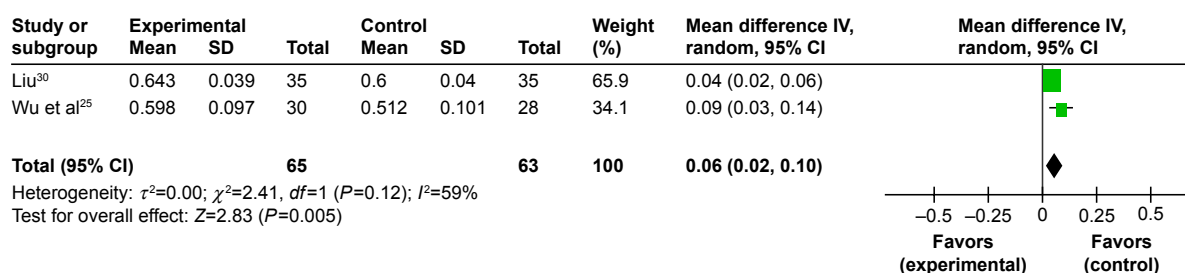 Study or Experimental Control Weight Mean difference IV, Mean difference IV,
subgroup Mean SD Total Mean SD Total (%) random, 95% CI random, 95% CI
Liu³⁰ 0.643 0.039 35 0.6 0.04 35 65.9 0.04 (0.02, 0.06)
Wu et al²⁵ 0.598 0.097 30 0.512 0.101 28 34.1 0.09 (0.03, 0.14)
Total (95% CI) 65 63 100 0.06 (0.02, 0.10)
Heterogeneity: τ²=0.00; χ²=2.41, df=1 (P=0.12); I²=59%
Test for overall effect: Z=2.83 (P=0.005)
–0.5 –0.25 0 0.25 0.5
Favors Favors
(experimental) (control)